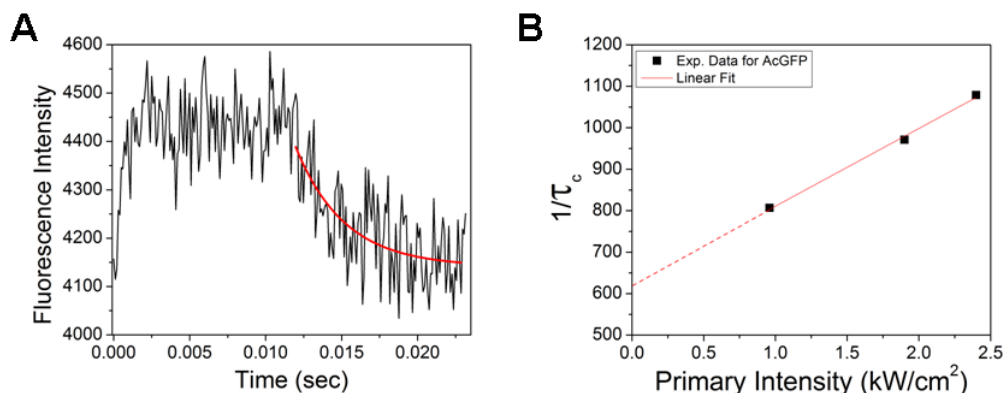 A
Fluorescence Intensity
4600
4500
4400
4300
4200
4100
4000
0.000 0.005 0.010 0.015 0.020
Time (sec)
B
1/τc
1200
1100
1000
900
800
700
600
500
Exp. Data for AcGFP
Linear Fit
0.0 0.5 1.0 1.5 2.0 2.5
Primary Intensity (kW/cm²)